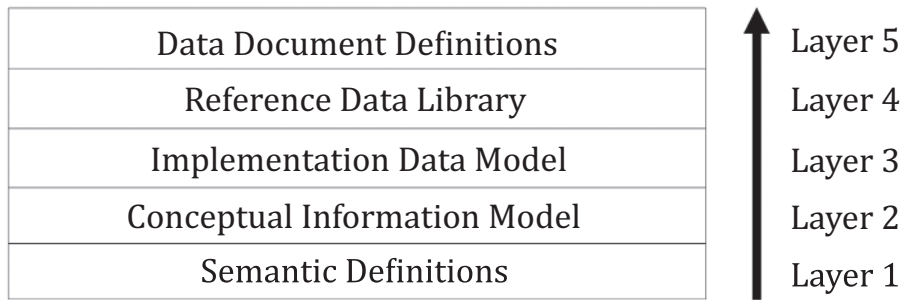 Data Document Definitions Layer 5
Reference Data Library Layer 4
Implementation Data Model Layer 3
Conceptual Information Model Layer 2
Semantic Definitions Layer 1